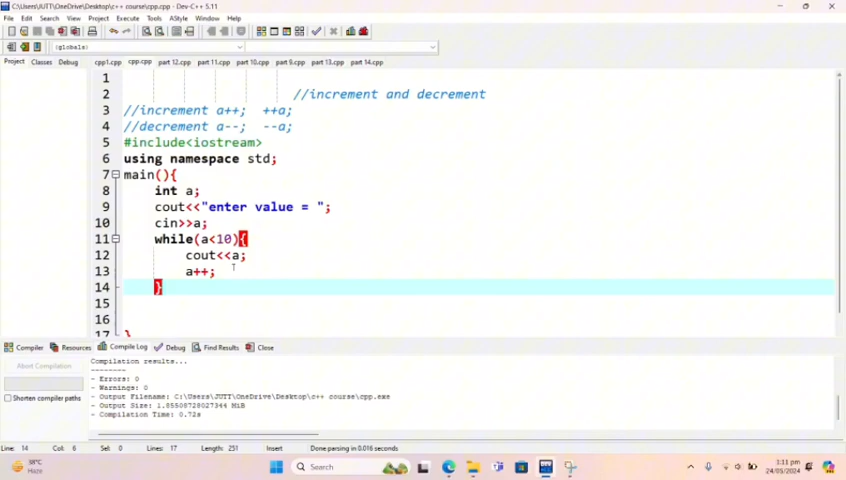 C:\Users\JUTT\OneDrive\Desktop\c++ course\cpp.cpp - Dev-C++ 5.11
File Edit Search View Project Execute Tools AStyle Window Help
(globals)
Project Classes Debug cpp1.cpp cpp.cpp part 12.cpp part 11.cpp part 10.cpp part 9.cpp part 13.cpp part 14.cpp
1
2 //increment and decrement
3 //increment a++; ++a;
4 //decrement a--; --a;
5 #include<iostream>
6 using namespace std;
7 main(){
8 int a;
9 cout<<"enter value = ";
10 cin>>a;
11 while(a<10){
12 cout<<a;
13 a++;
14 }
15
16
17 }
Compiler Resources Compile Log Debug Find Results Close
Abort Compilation
Shorten compiler paths
Compilation results...
--------
- Errors: 0
- Warnings: 0
- Output Filename: C:\Users\JUTT\OneDrive\Desktop\c++ course\cpp.exe
- Output Size: 1.85508728027344 MiB
- Compilation Time: 0.72s
Line: 14 Col: 6 Sel: 0 Lines: 17 Length: 251 Insert Done parsing in 0.016 seconds
38°C
Haze
Search
1:11 pm
24/05/2024